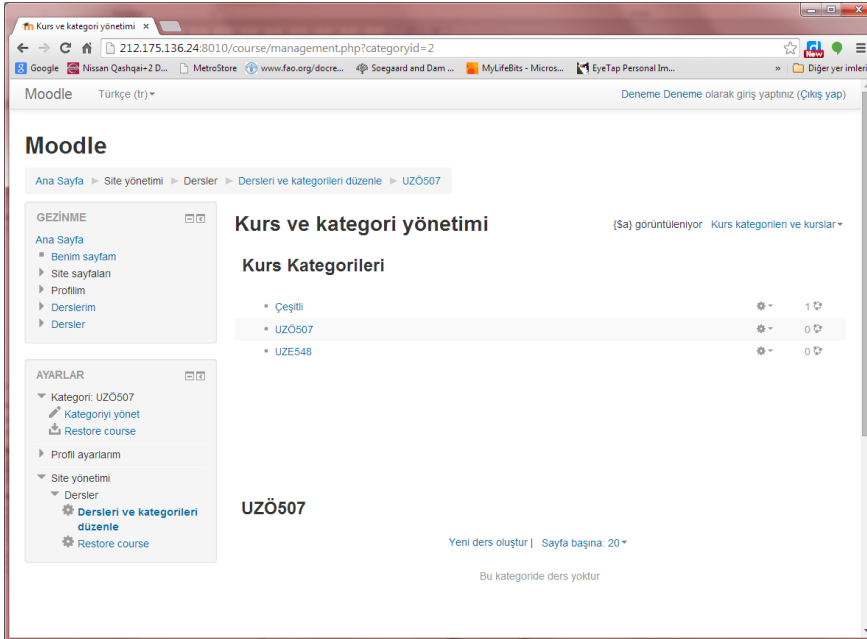 Kurs ve kategori yönetimi
212.175.136.24:8010/course/management.php?categoryid=2
New
Google Nissan Qashqai+2 D... MetroStore www.fao.org/docre... Soegaard and Dam ... MyLifeBits - Micros... EyeTap Personal Im... » Diğer yer imleri
Moodle Türkçe (tr) Deneme Deneme olarak giriş yaptınız (Çıkış yap)
Moodle
Ana Sayfa Site yönetimi Dersler Dersleri ve kategorileri düzenle UZÖ507
GEZİNME
Ana Sayfa
Benim sayfam
Site sayfaları
Profilim
Derslerim
Dersler
AYARLAR
Kategori: UZÖ507
Kategoriyi yönet
Restore course
Profil ayarlarım
Site yönetimi
Dersler
Dersleri ve kategorileri
düzenle
Restore course
Kurs ve kategori yönetimi {$a} görüntüleniyor Kurs kategorileri ve kurslar
Kurs Kategorileri
Çeşitli 1
UZÖ507 0
UZE548 0
UZÖ507
Yeni ders oluştur | Sayfa başına: 20
Bu kategoride ders yoktur